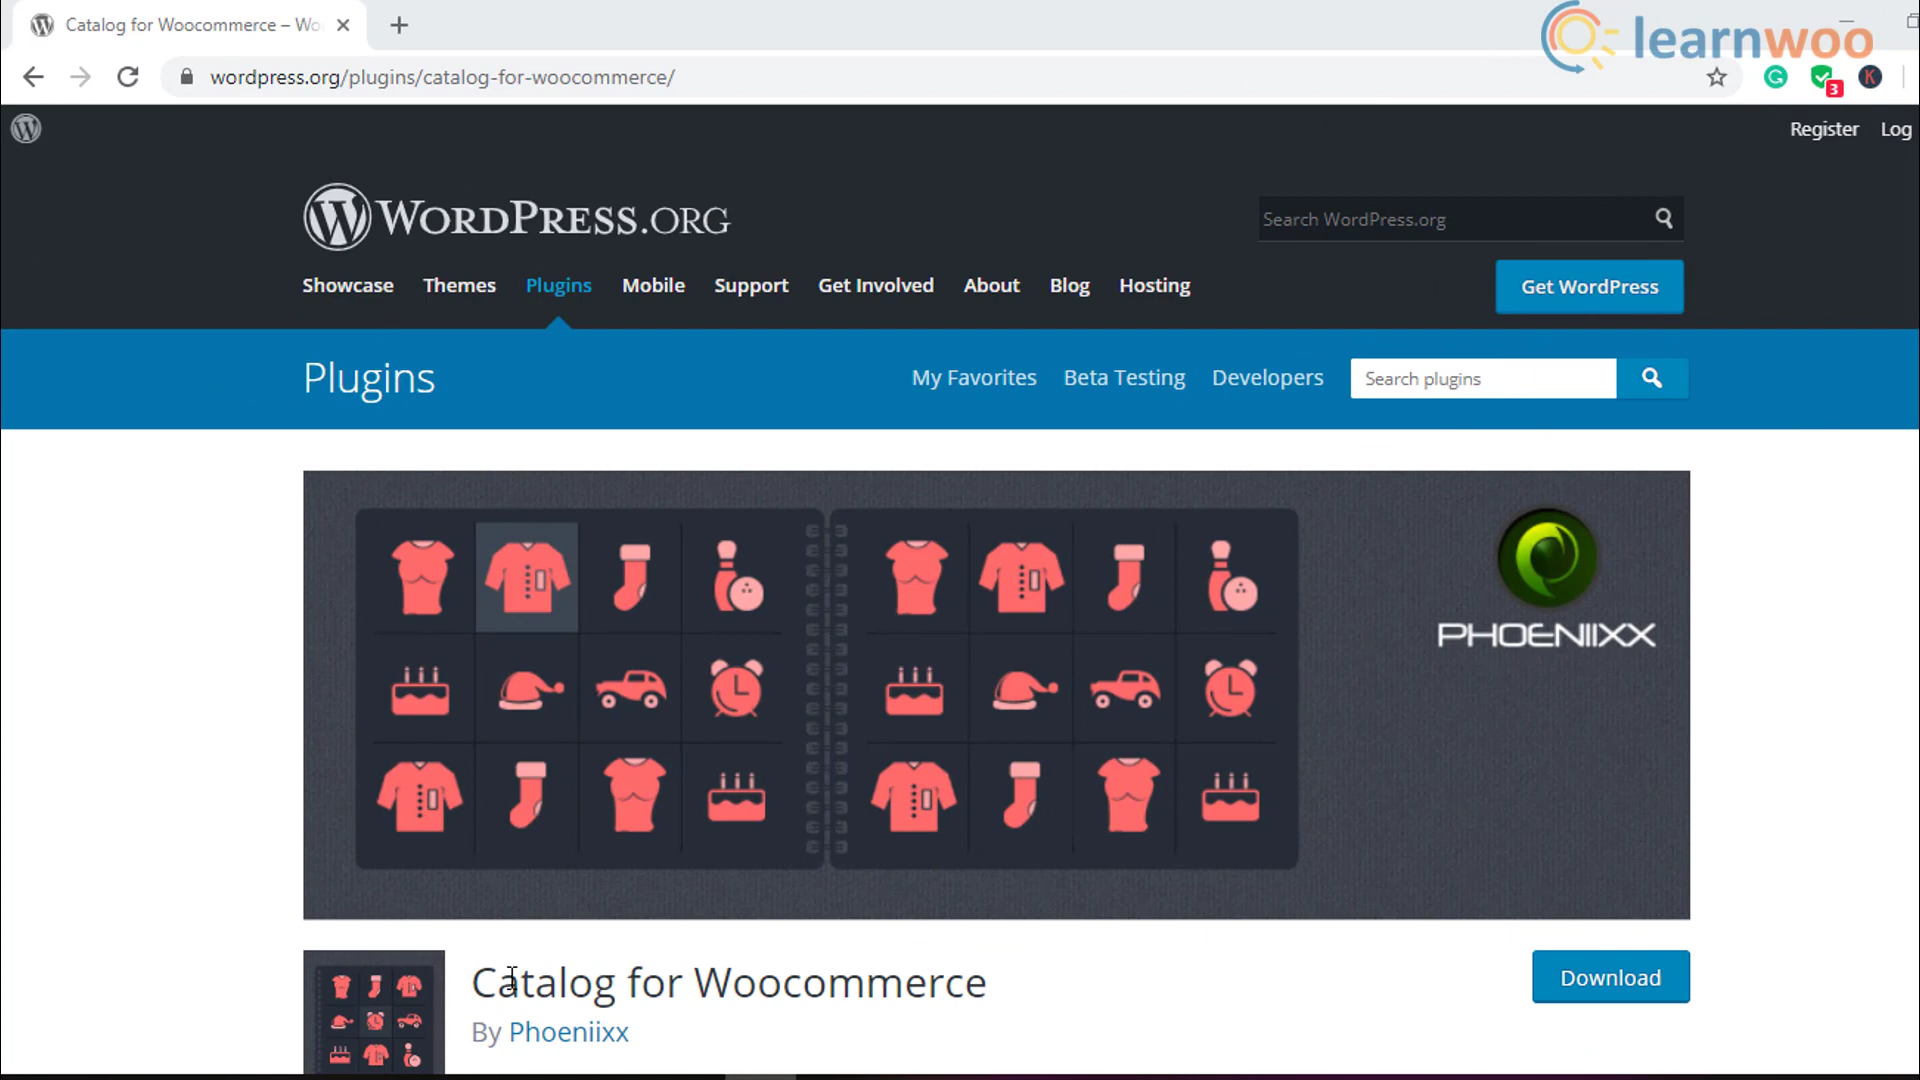 Catalog for Woocommerce – Wo
learnwoo
wordpress.org/plugins/catalog-for-woocommerce/
3
K
Register Log
WORDPRESS.ORG
Search WordPress.org
Showcase Themes Plugins Mobile Support Get Involved About Blog Hosting
Get WordPress
Plugins
My Favorites Beta Testing Developers
Search plugins
PHOENIIXX
Catalog for Woocommerce
Download
By Phoeniixx